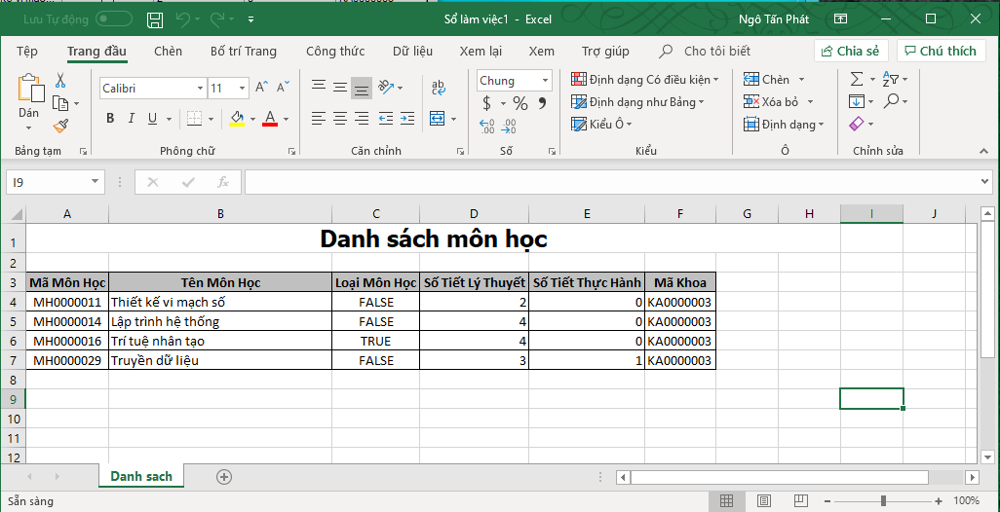 Lưu Tự động
Sổ làm việc1 - Excel
Ngô Tấn Phát
Tệp Trang đầu Chèn Bố trí Trang Công thức Dữ liệu Xem lại Xem Trợ giúp Cho tôi biết Chia sẻ Chú thích
Dán
Calibri 11
B I U
ab
Chung
$ % 9
Định dạng Có điều kiện
Định dạng như Bảng
Kiểu Ô
Chèn
Xóa bỏ
Định dạng
Bảng tạm Phông chữ Căn chỉnh Số Kiểu Ô Chỉnh sửa
I9 fx
A B C D E F G H I J
1 Danh sách môn học
2
3 Mã Môn Học Tên Môn Học Loại Môn Học Số Tiết Lý Thuyết Số Tiết Thực Hành Mã Khoa
4 MH0000011 Thiết kế vi mạch số FALSE 2 0 KA0000003
5 MH0000014 Lập trình hệ thống FALSE 4 0 KA0000003
6 MH0000016 Trí tuệ nhân tạo TRUE 4 0 KA0000003
7 MH0000029 Truyền dữ liệu FALSE 3 1 KA0000003
8
9
10
11
12
Danh sach
Sẵn sàng 100%